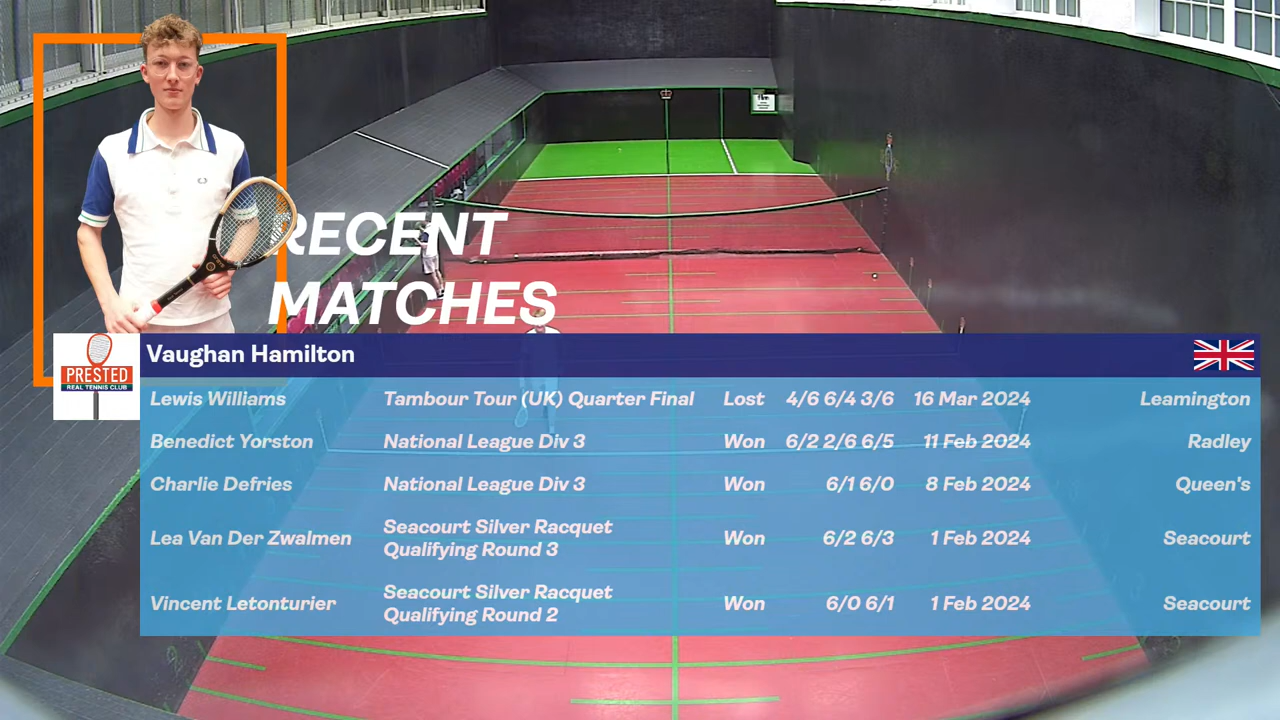 RECENT
MATCHES
PRESTED
REAL TENNIS CLUB
Vaughan Hamilton
Lewis Williams Tambour Tour (UK) Quarter Final Lost 4/6 6/4 3/6 16 Mar 2024 Leamington
Benedict Yorston National League Div 3 Won 6/2 2/6 6/5 11 Feb 2024 Radley
Charlie Defries National League Div 3 Won 6/1 6/0 8 Feb 2024 Queen's
Lea Van Der Zwalmen Seacourt Silver Racquet
Qualifying Round 3 Won 6/2 6/3 1 Feb 2024 Seacourt
Vincent Letonturier Seacourt Silver Racquet
Qualifying Round 2 Won 6/0 6/1 1 Feb 2024 Seacourt